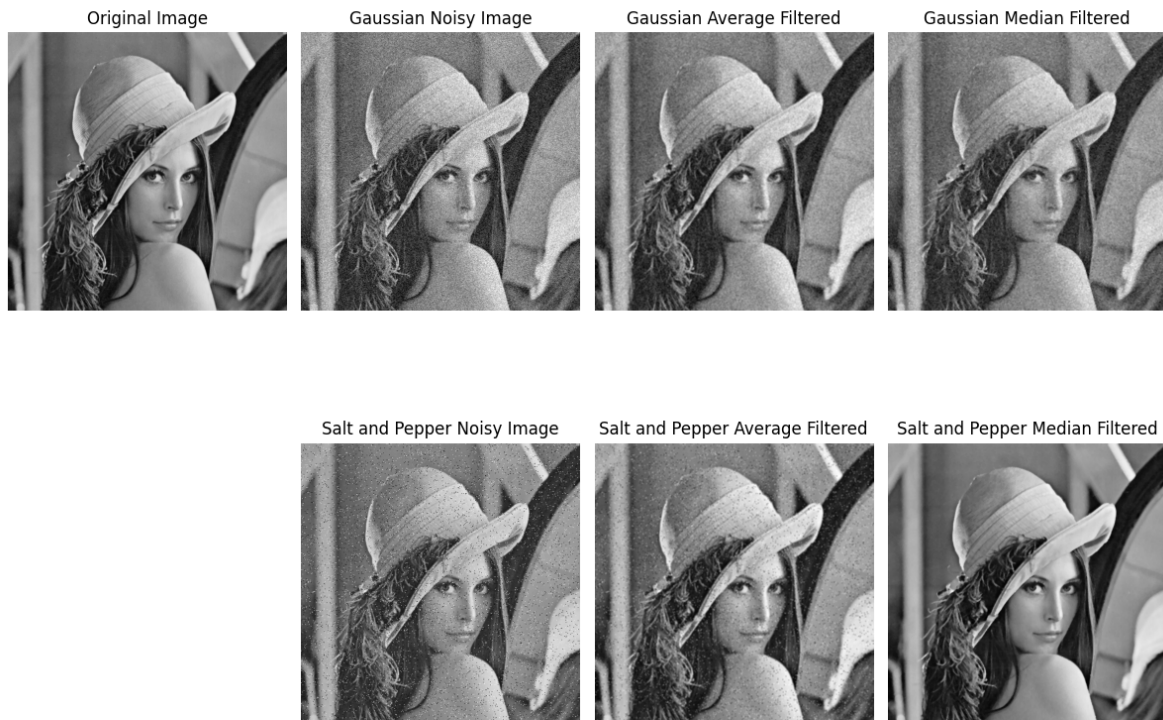 Original Image
Gaussian Noisy Image
Gaussian Average Filtered
Gaussian Median Filtered
Salt and Pepper Noisy Image
Salt and Pepper Average Filtered
Salt and Pepper Median Filtered